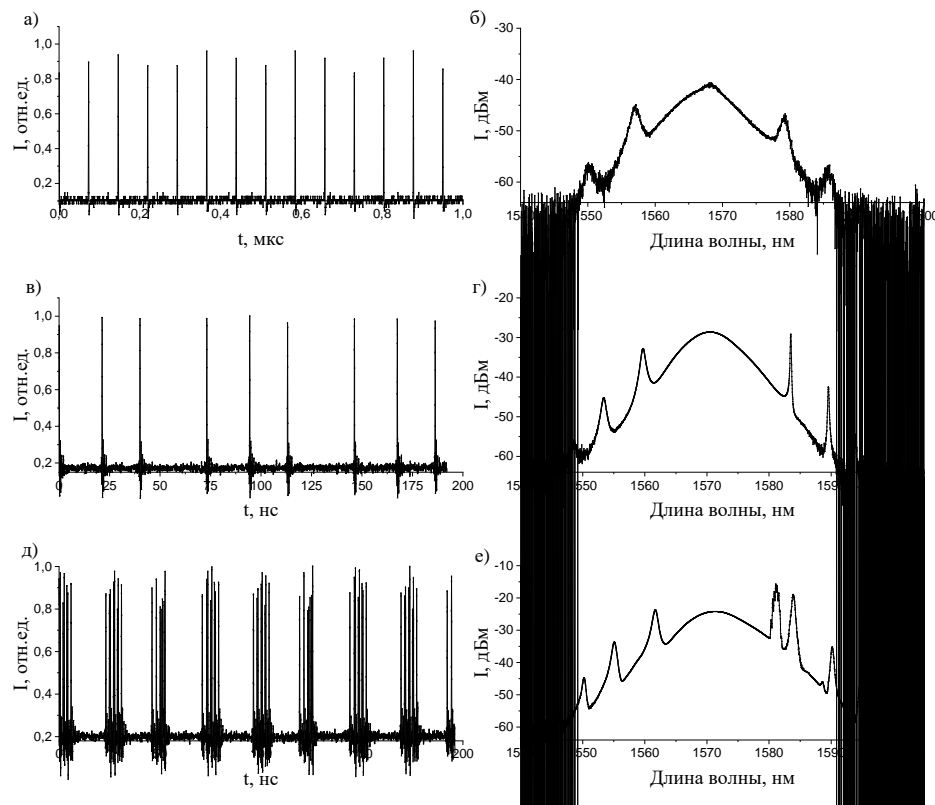 а)
1,0
0,8
0,6
0,4
0,2
I, отн.ед.
0,0 0,2 0,4 0,6 0,8 1,0
t, мкс
б)
-30
-40
-50
-60
I, дБм
1550 1560 1570 1580
Длина волны, нм
в)
1,0
0,8
0,6
0,4
0,2
I, отн.ед.
0 25 50 75 100 125 150 175 200
t, нс
г)
-20
-30
-40
-50
-60
I, дБм
1560 1570 1580
Длина волны, нм
д)
1,0
0,8
0,6
0,4
0,2
I, отн.ед.
200
t, нс
е)
-10
-20
-30
-40
-50
-60
I, дБм
1560 1570 1580
Длина волны, нм